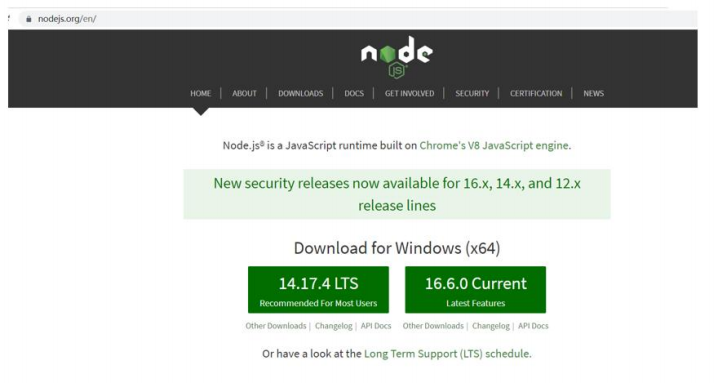 nodejs.org/en/
node
JS
HOME | ABOUT | DOWNLOADS | DOCS | GET INVOLVED | SECURITY | CERTIFICATION | NEWS
Node.js® is a JavaScript runtime built on Chrome's V8 JavaScript engine.
New security releases now available for 16.x, 14.x, and 12.x
release lines
Download for Windows (x64)
14.17.4 LTS
Recommended For Most Users
16.6.0 Current
Latest Features
Other Downloads | Changelog | API Docs
Other Downloads | Changelog | API Docs
Or have a look at the Long Term Support (LTS) schedule.